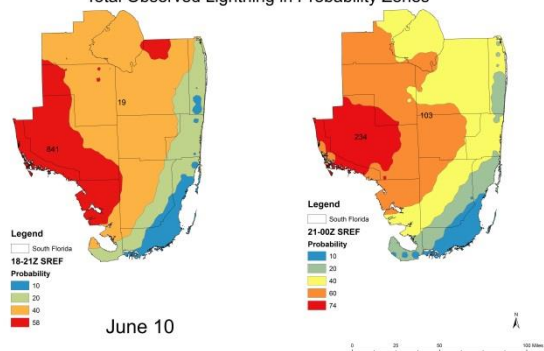 Total Observed Lightning in Probability Zones
19
841
Legend
South Florida
18-21Z SREF
Probability
10
20
40
58
June 10
103
234
Legend
South Florida
21-00Z SREF
Probability
10
20
40
60
74
N
0 25 50 100 Miles